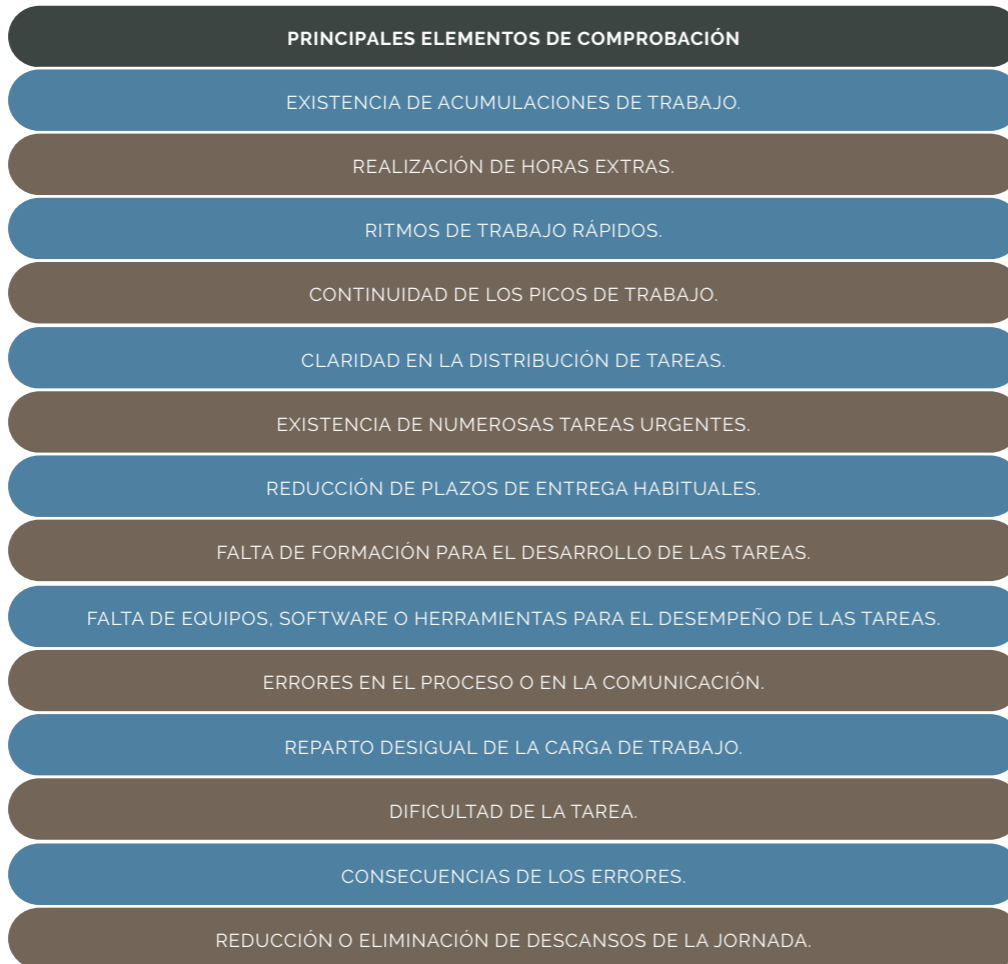 PRINCIPALES ELEMENTOS DE COMPROBACIÓN
EXISTENCIA DE ACUMULACIONES DE TRABAJO.
REALIZACIÓN DE HORAS EXTRAS.
RITMOS DE TRABAJO RÁPIDOS.
CONTINUIDAD DE LOS PICOS DE TRABAJO.
CLARIDAD EN LA DISTRIBUCIÓN DE TAREAS.
EXISTENCIA DE NUMEROSAS TAREAS URGENTES.
REDUCCIÓN DE PLAZOS DE ENTREGA HABITUALES.
FALTA DE FORMACIÓN PARA EL DESARROLLO DE LAS TAREAS.
FALTA DE EQUIPOS, SOFTWARE O HERRAMIENTAS PARA EL DESEMPEÑO DE LAS TAREAS.
ERRORES EN EL PROCESO O EN LA COMUNICACIÓN.
REPARTO DESIGUAL DE LA CARGA DE TRABAJO.
DIFICULTAD DE LA TAREA.
CONSECUENCIAS DE LOS ERRORES.
REDUCCIÓN O ELIMINACIÓN DE DESCANSOS DE LA JORNADA.